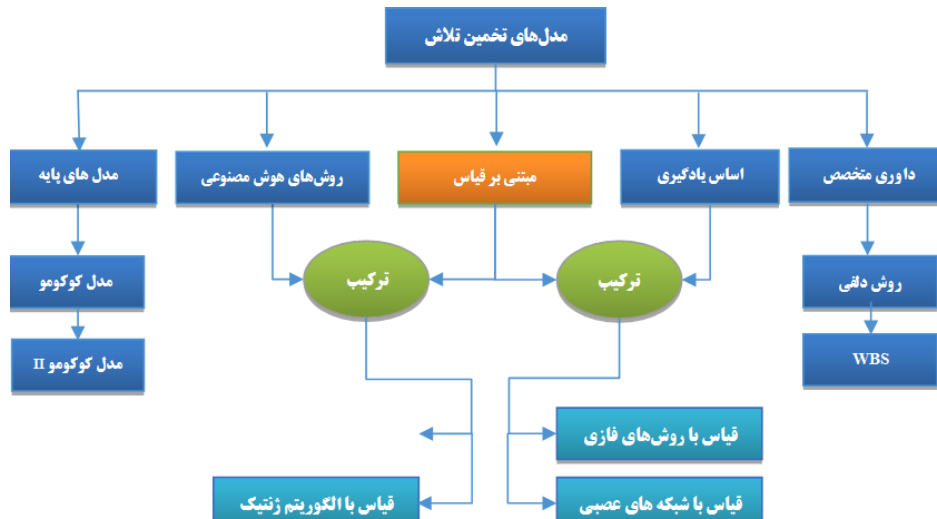 مدل‌های تخمین تلاش
داوری متخصص
اساس یادگیری
مبتنی بر قیاس
روش‌های هوش مصنوعی
مدل های پایه
ترکیب
ترکیب
روش دلفی
مدل کوکومو
WBS
مدل کوکومو II
قیاس با روش‌های فازی
قیاس با شبکه های عصبی
قیاس با الگوریتم ژنتیک